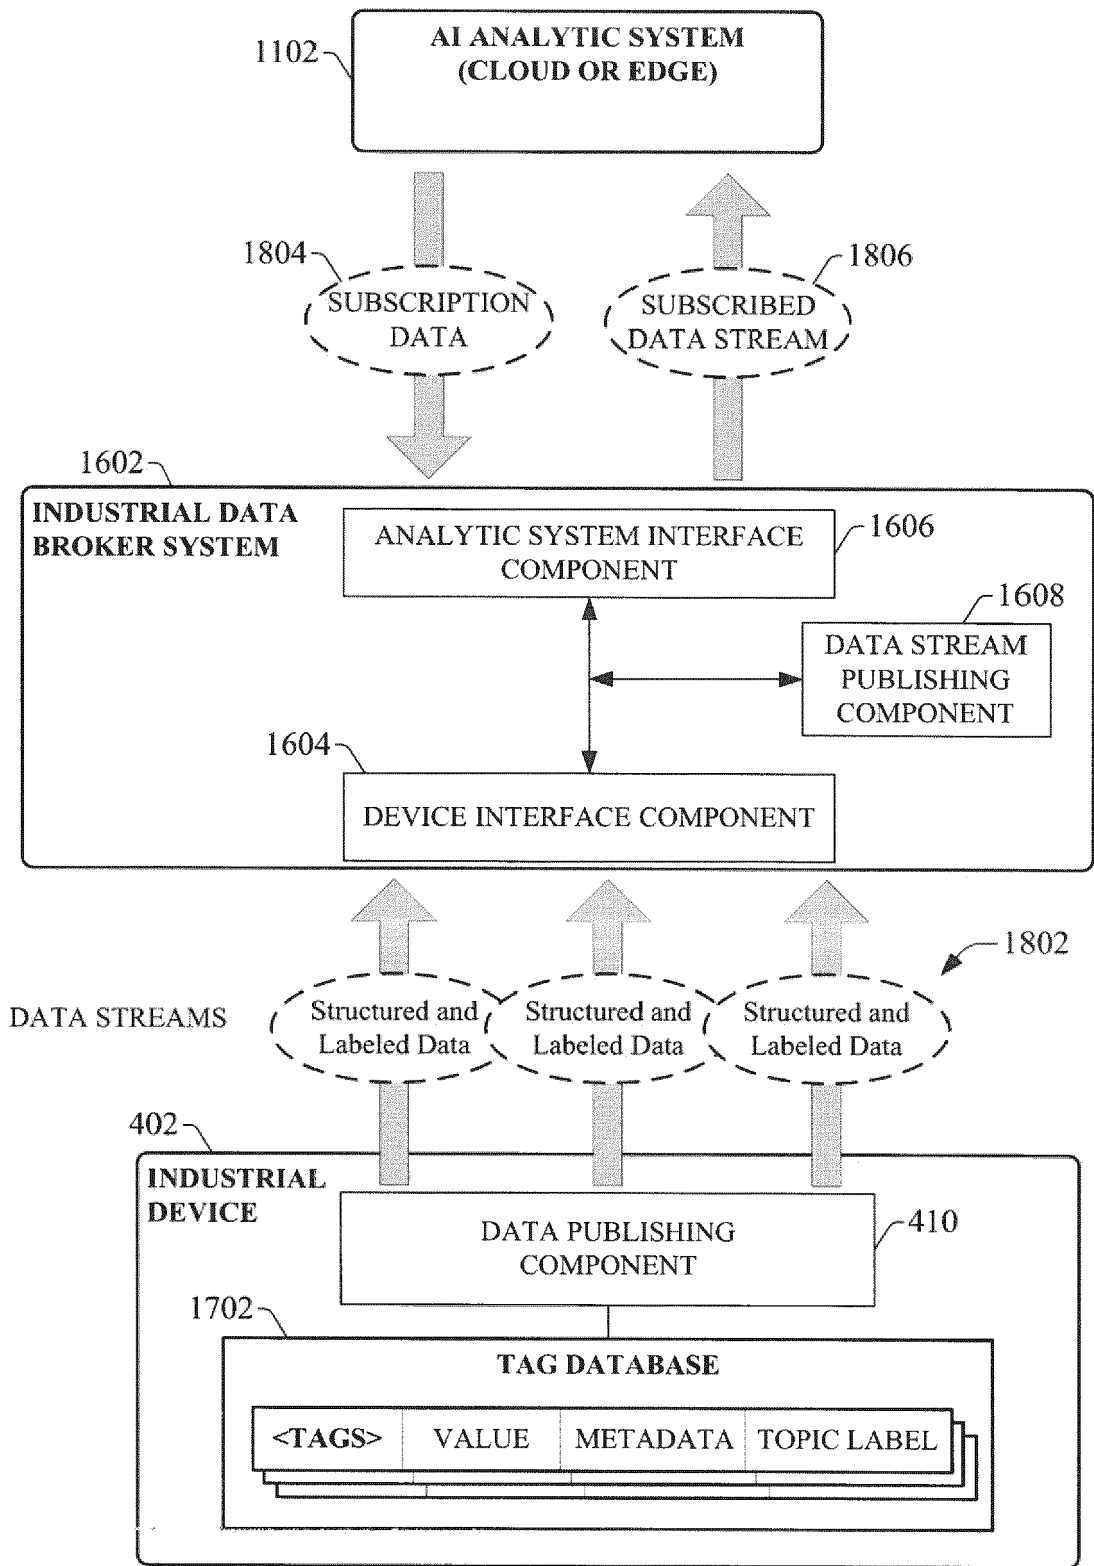 1102
AI ANALYTIC SYSTEM
(CLOUD OR EDGE)
1804
SUBSCRIPTION
DATA
1806
SUBSCRIBED
DATA STREAM
1602
INDUSTRIAL DATA
BROKER SYSTEM
ANALYTIC SYSTEM INTERFACE
COMPONENT
1606
1608
DATA STREAM
PUBLISHING
COMPONENT
1604
DEVICE INTERFACE COMPONENT
1802
DATA STREAMS
Structured and
Labeled Data
Structured and
Labeled Data
Structured and
Labeled Data
402
INDUSTRIAL
DEVICE
DATA PUBLISHING
COMPONENT
410
1702
TAG DATABASE
<TAGS> VALUE METADATA TOPIC LABEL